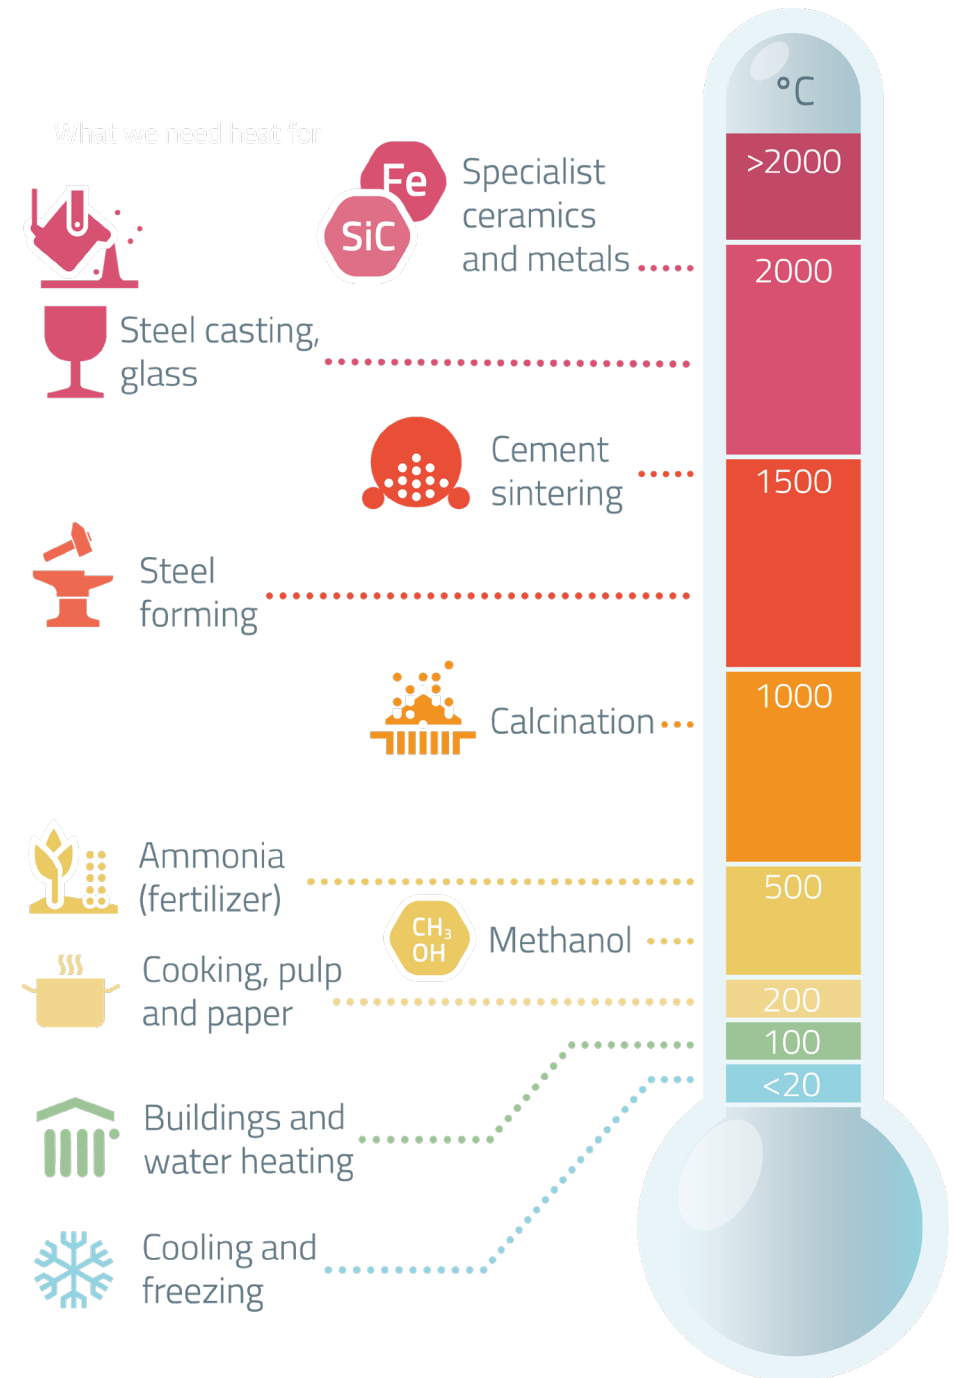 °C
What we need heat for
>2000
Fe
SiC
Specialist
ceramics
and metals
2000
Steel casting,
glass
Cement
sintering
1500
Steel
forming
1000
Calcination
Ammonia
(fertilizer)
500
CH₃
OH
Methanol
Cooking, pulp
and paper
200
100
<20
Buildings and
water heating
Cooling and
freezing